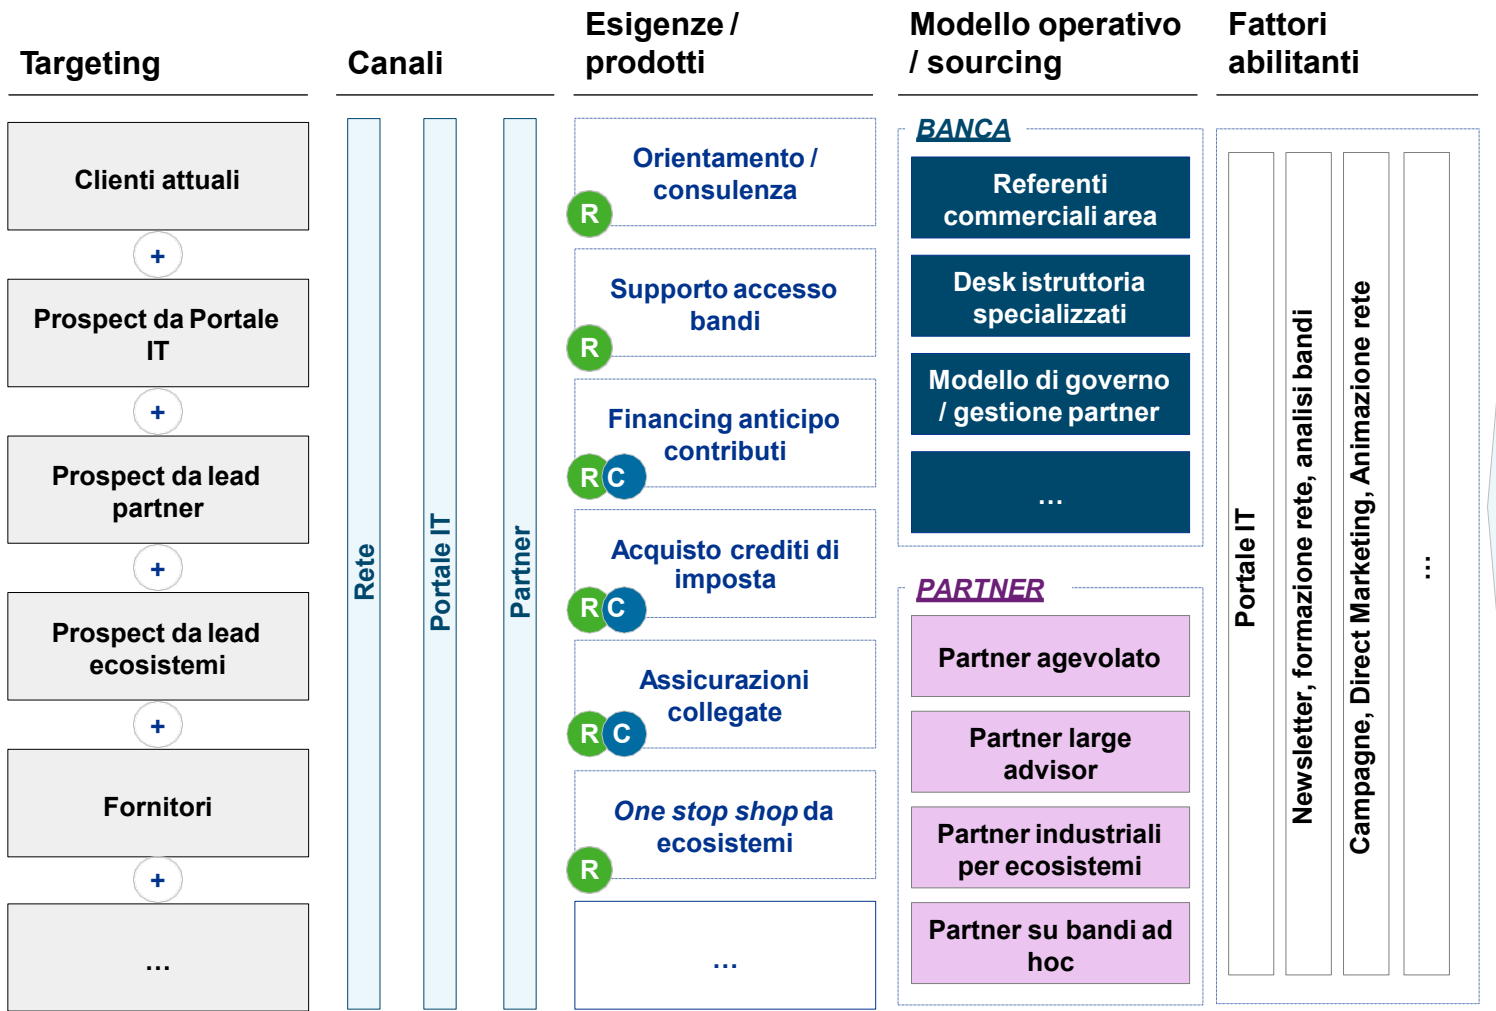 Targeting
Clienti attuali
+
Prospect da Portale
IT
+
Prospect da lead
partner
+
Prospect da lead
ecosistemi
+
Fornitori
+
...
Canali
Rete
Portale IT
Partner
Esigenze /
prodotti
Orientamento /
consulenza
R
Supporto accesso
bandi
R
Financing anticipo
contributi
R C
Acquisto crediti di
imposta
R C
Assicurazioni
collegate
R C
One stop shop da
ecosistemi
R
...
Modello operativo
/ sourcing
BANCA
Referenti
commerciali area
Desk istruttoria
specializzati
Modello di governo
/ gestione partner
...
PARTNER
Partner agevolato
Partner large
advisor
Partner industriali
per ecosistemi
Partner su bandi ad
hoc
Fattori
abilitanti
Portale IT
Newsletter, formazione rete, analisi bandi
Campagne, Direct Marketing, Animazione rete
...